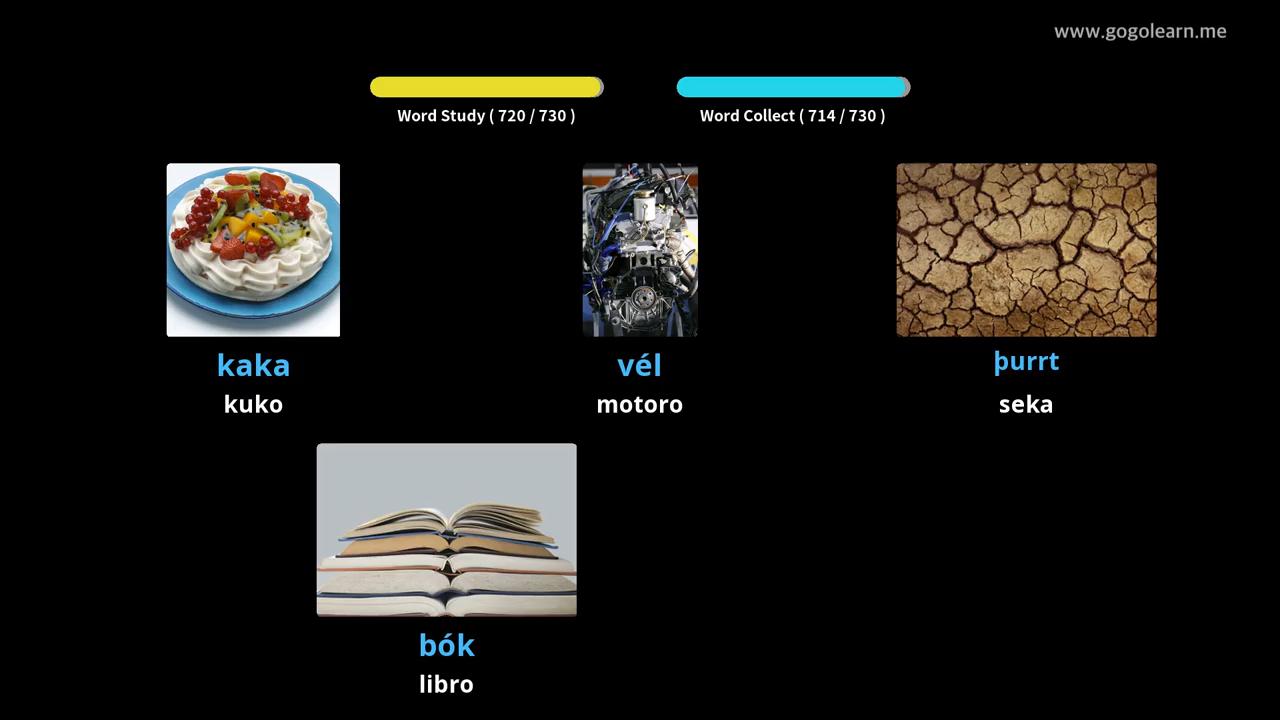 www.gogolearn.me
Word Study ( 720 / 730 )
Word Collect ( 714 / 730 )
kaka
kuko
vél
motoro
þurrt
seka
bók
libro